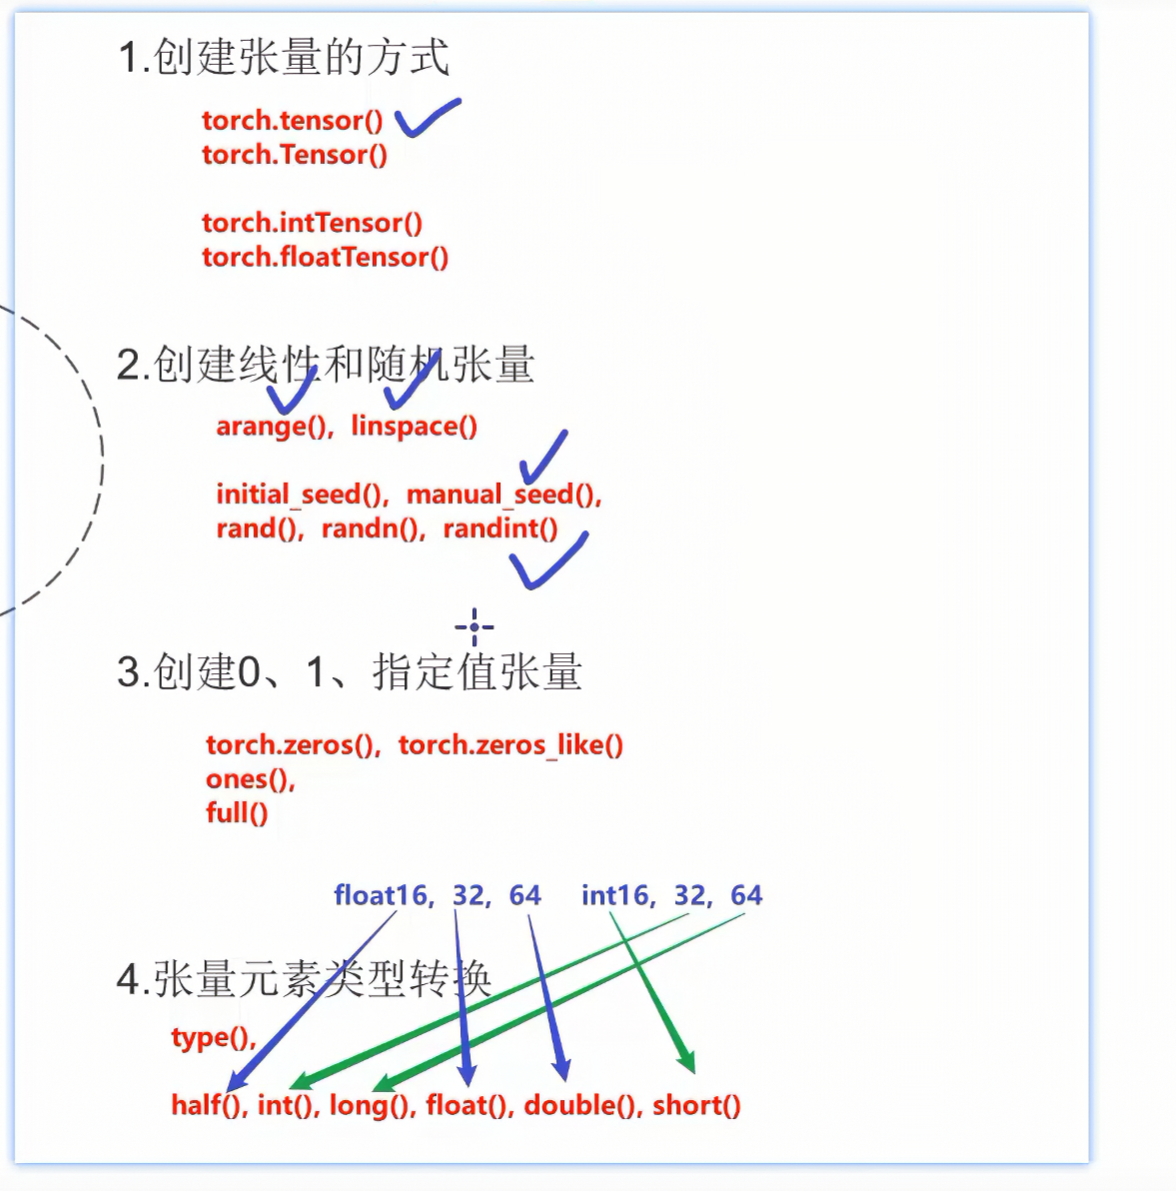 1.创建张量的方式
torch.tensor()
torch.Tensor()
torch.intTensor()
torch.floatTensor()
2.创建线性和随机张量
arange(), linspace()
initial_seed(), manual_seed(),
rand(), randn(), randint()
3.创建0、1、指定值张量
torch.zeros(), torch.zeros_like()
ones(),
full()
float16, 32, 64 int16, 32, 64
4.张量元素类型转换
type(),
half(), int(), long(), float(), double(), short()